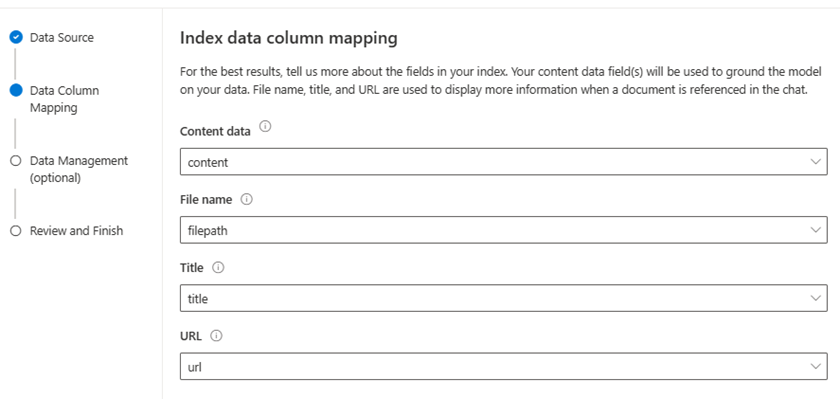 Data Source
Data Column
Mapping
Data Management
(optional)
Review and Finish
Index data column mapping
For the best results, tell us more about the fields in your index. Your content data field(s) will be used to ground the model
on your data. File name, title, and URL are used to display more information when a document is referenced in the chat.
Content data
content
File name
filepath
Title
title
URL
url